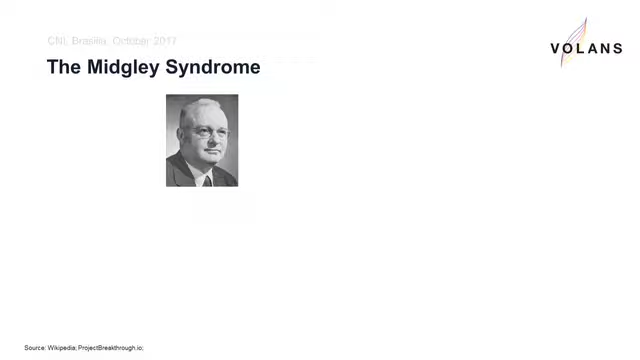 CNI, Brasilia, October 2017
VOLANS
The Midgley Syndrome
Source: Wikipedia; ProjectBreakthrough.io;